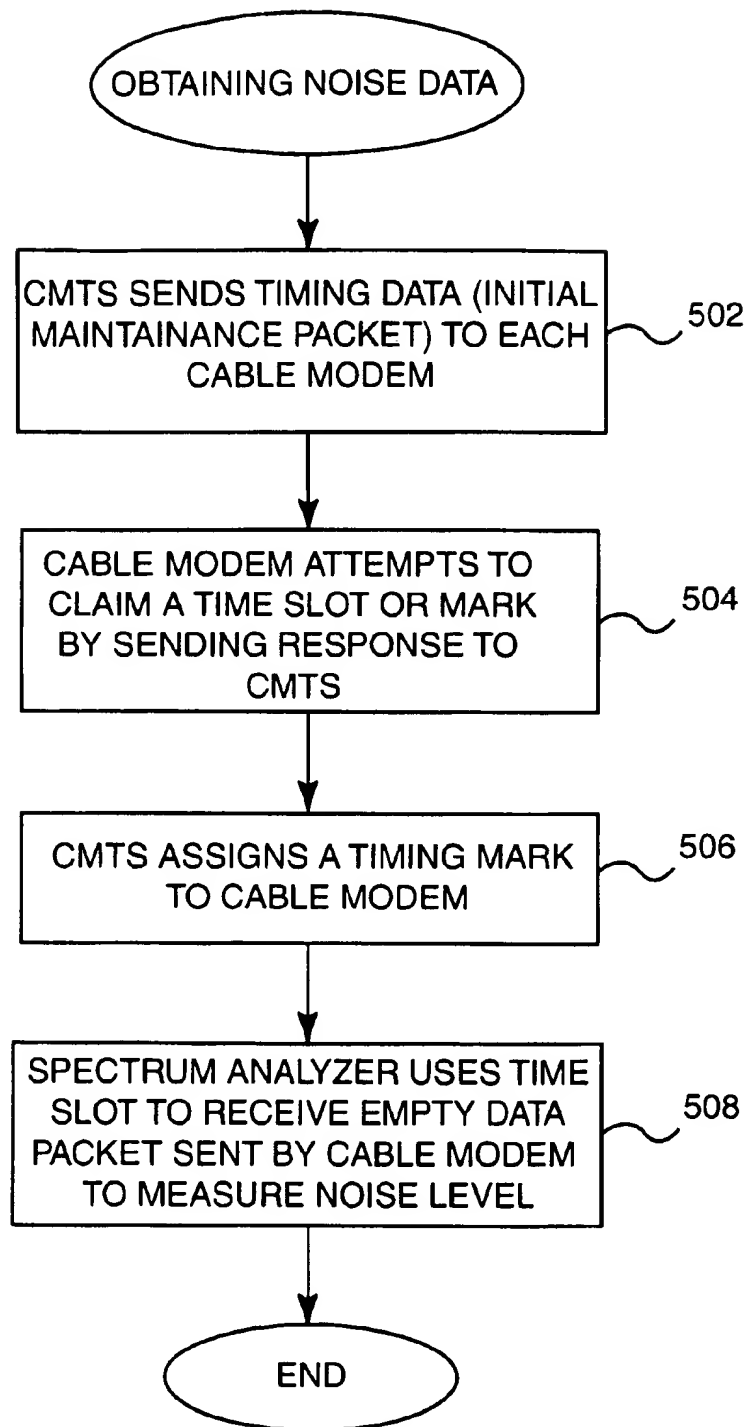 OBTAINING NOISE DATA
CMTS SENDS TIMING DATA (INITIAL
MAINTAINANCE PACKET) TO EACH
CABLE MODEM
502
CABLE MODEM ATTEMPTS TO
CLAIM A TIME SLOT OR MARK
BY SENDING RESPONSE TO
CMTS
504
CMTS ASSIGNS A TIMING MARK
TO CABLE MODEM
506
SPECTRUM ANALYZER USES TIME
SLOT TO RECEIVE EMPTY DATA
PACKET SENT BY CABLE MODEM
TO MEASURE NOISE LEVEL
508
END